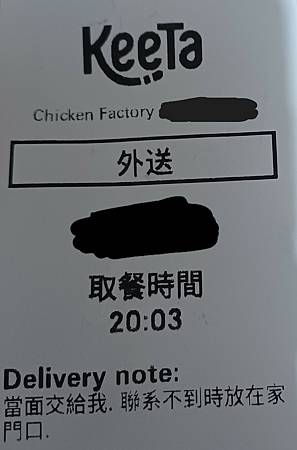 KeeTa
Chicken Factory
外送
取餐時間
20:03
Delivery note:
當面交給我. 聯系不到時放在家
門口.